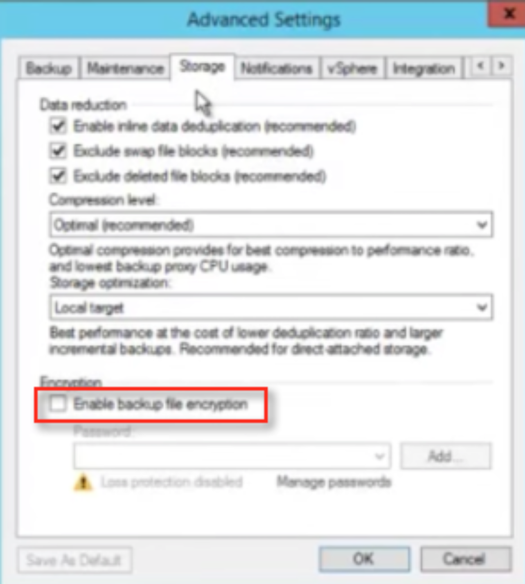 Advanced Settings
x
Backup Maintenance Storage Notifications vSphere Integration < >
Data reduction
Enable inline data deduplication (recommended)
Exclude swap file blocks (recommended)
Exclude deleted file blocks (recommended)
Compression level:
Optimal (recommended)
Optimal compression provides for best compression to performance ratio,
and lowest backup proxy CPU usage.
Storage optimization:
Local target
Best performance at the cost of lower deduplication ratio and larger
incremental backups. Recommended for direct-attached storage.
Encryption
Enable backup file encryption
Password:
Add...
Loss protection disabled Manage passwords
Save As Default OK Cancel